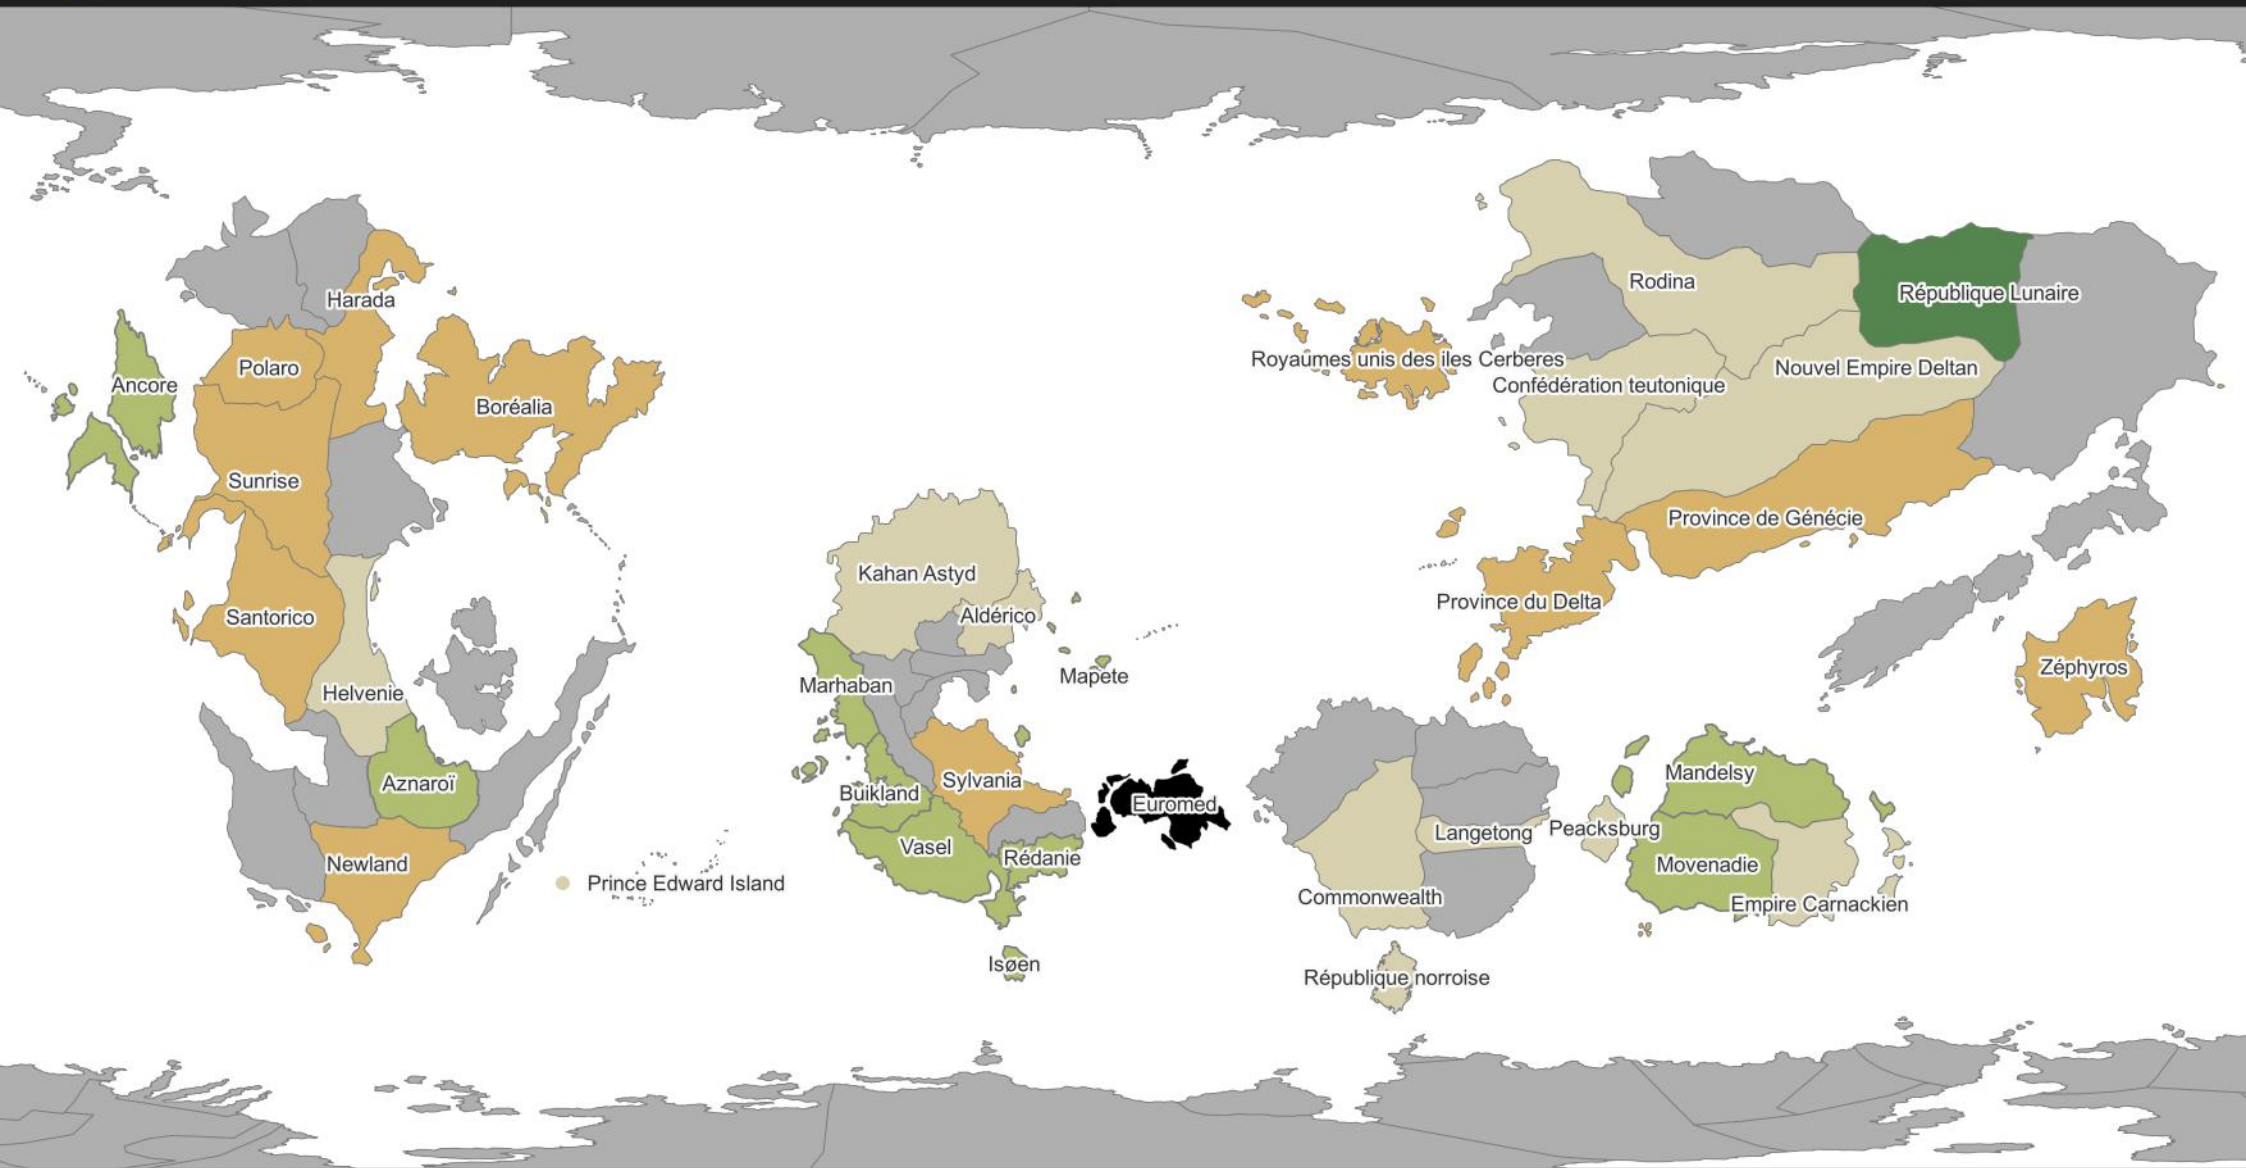 Harada
Polaro
Ancore
Boréalia
Sunrise
Santorico
Helvenie
Aznaroï
Newland
Prince Edward Island
Kahan Astyd
Aldérico
Mapete
Marhaban
Buikland
Sylvania
Vasel
Rédanie
Isøen
Euromed
Rodina
République Lunaire
Royaumes unis des iles Cerberes
Confédération teutonique
Nouvel Empire Deltan
Province de Génécie
Province du Delta
Zéphyros
Mandelsy
Langetong
Peacksburg
Movenadie
Commonwealth
Empire Carnackien
République norroise